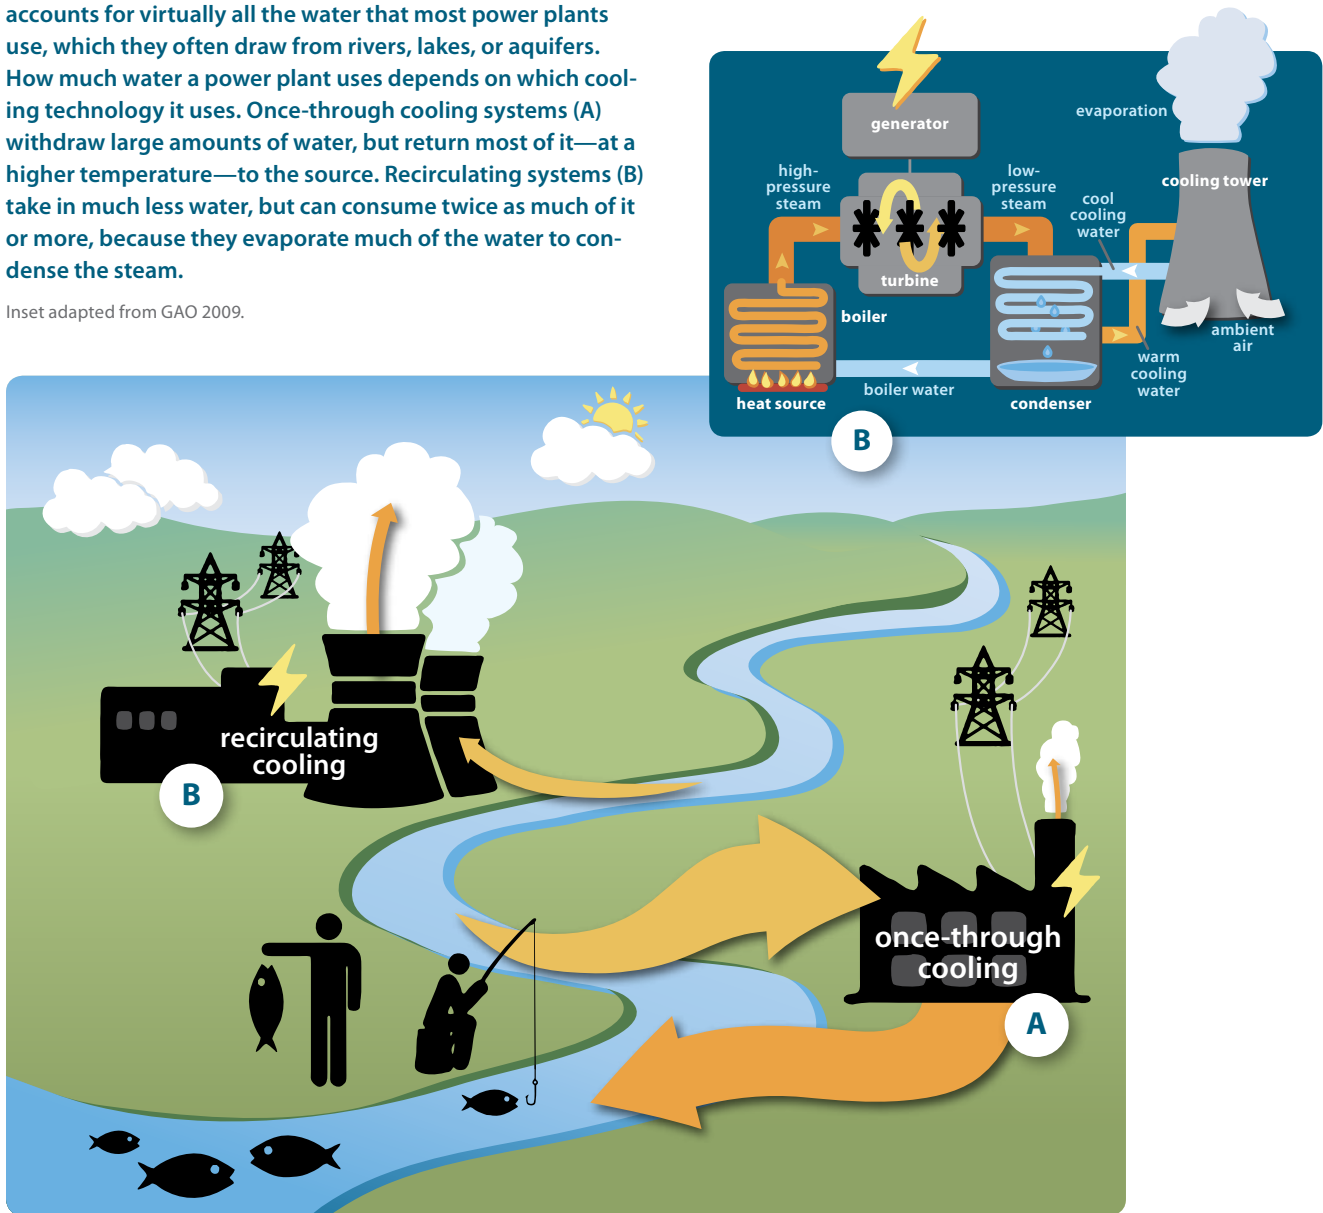 accounts for virtually all the water that most power plants
use, which they often draw from rivers, lakes, or aquifers.
How much water a power plant uses depends on which cool-
ing technology it uses. Once-through cooling systems (A)
withdraw large amounts of water, but return most of it—at a
higher temperature—to the source. Recirculating systems (B)
take in much less water, but can consume twice as much of it
or more, because they evaporate much of the water to con-
dense the steam.
Inset adapted from GAO 2009.
generator
evaporation
high-
pressure
steam
low-
pressure
steam
cool
cooling
water
cooling tower
turbine
boiler
ambient
air
warm
cooling
water
boiler water
heat source
condenser
B
recirculating
cooling
B
once-through
cooling
A